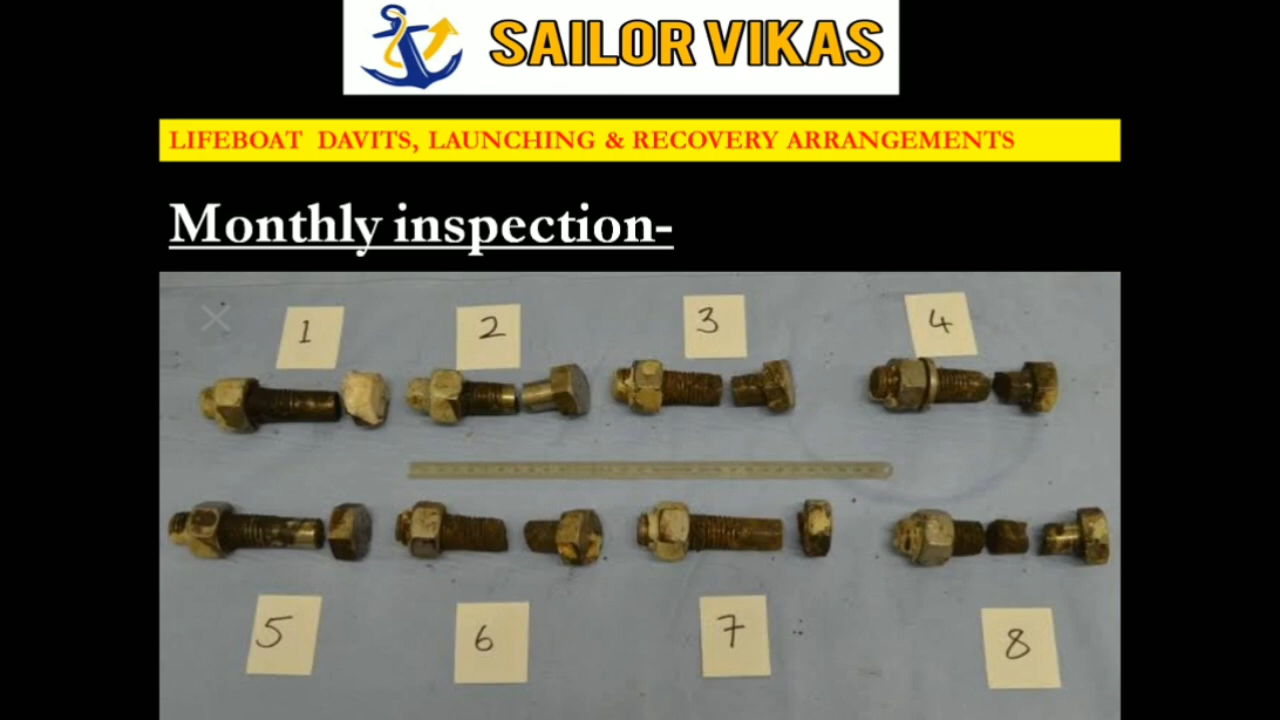 SAILOR VIKAS
LIFEBOAT DAVITS, LAUNCHING & RECOVERY ARRANGEMENTS
Monthly inspection-
1 2 3 4
5 6 7 8